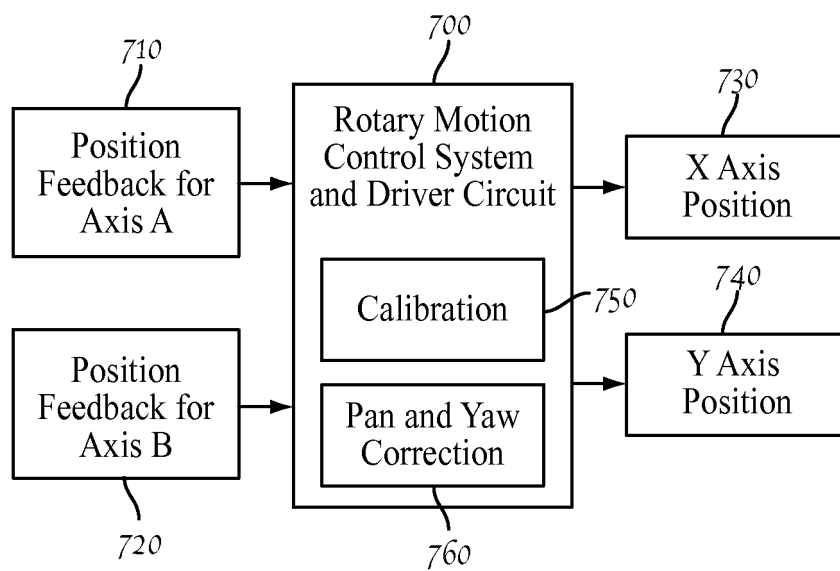 710
700
730
Position
Feedback for
Axis A
Rotary Motion
Control System
and Driver Circuit
X Axis
Position
Calibration
750
740
Position
Feedback for
Axis B
Pan and Yaw
Correction
Y Axis
Position
720
760